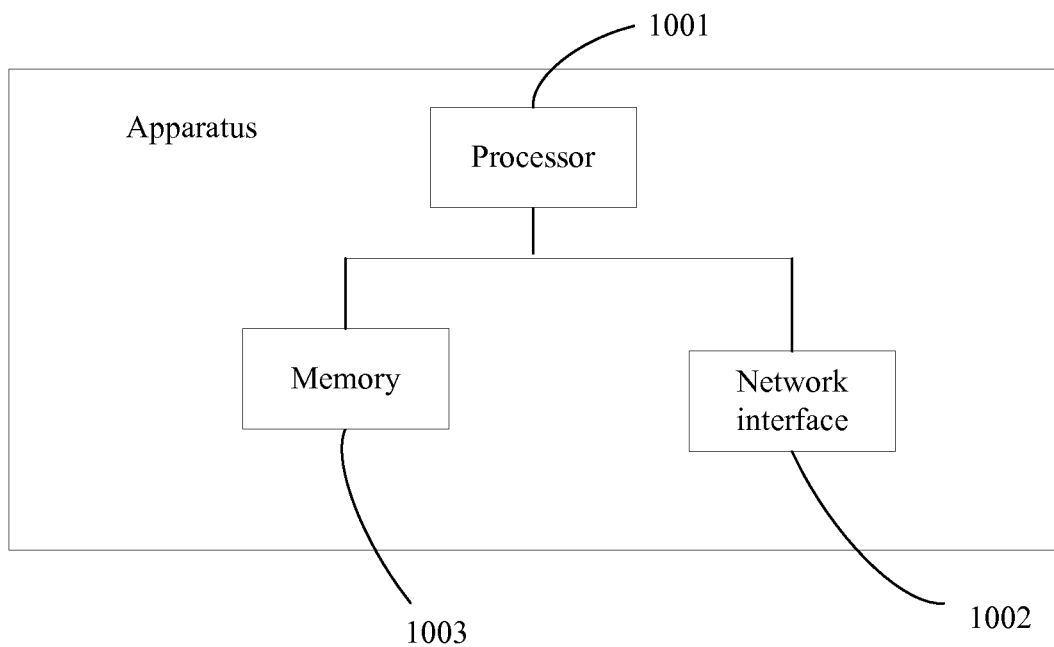 1001
Apparatus
Processor
Memory
Network
interface
1003
1002